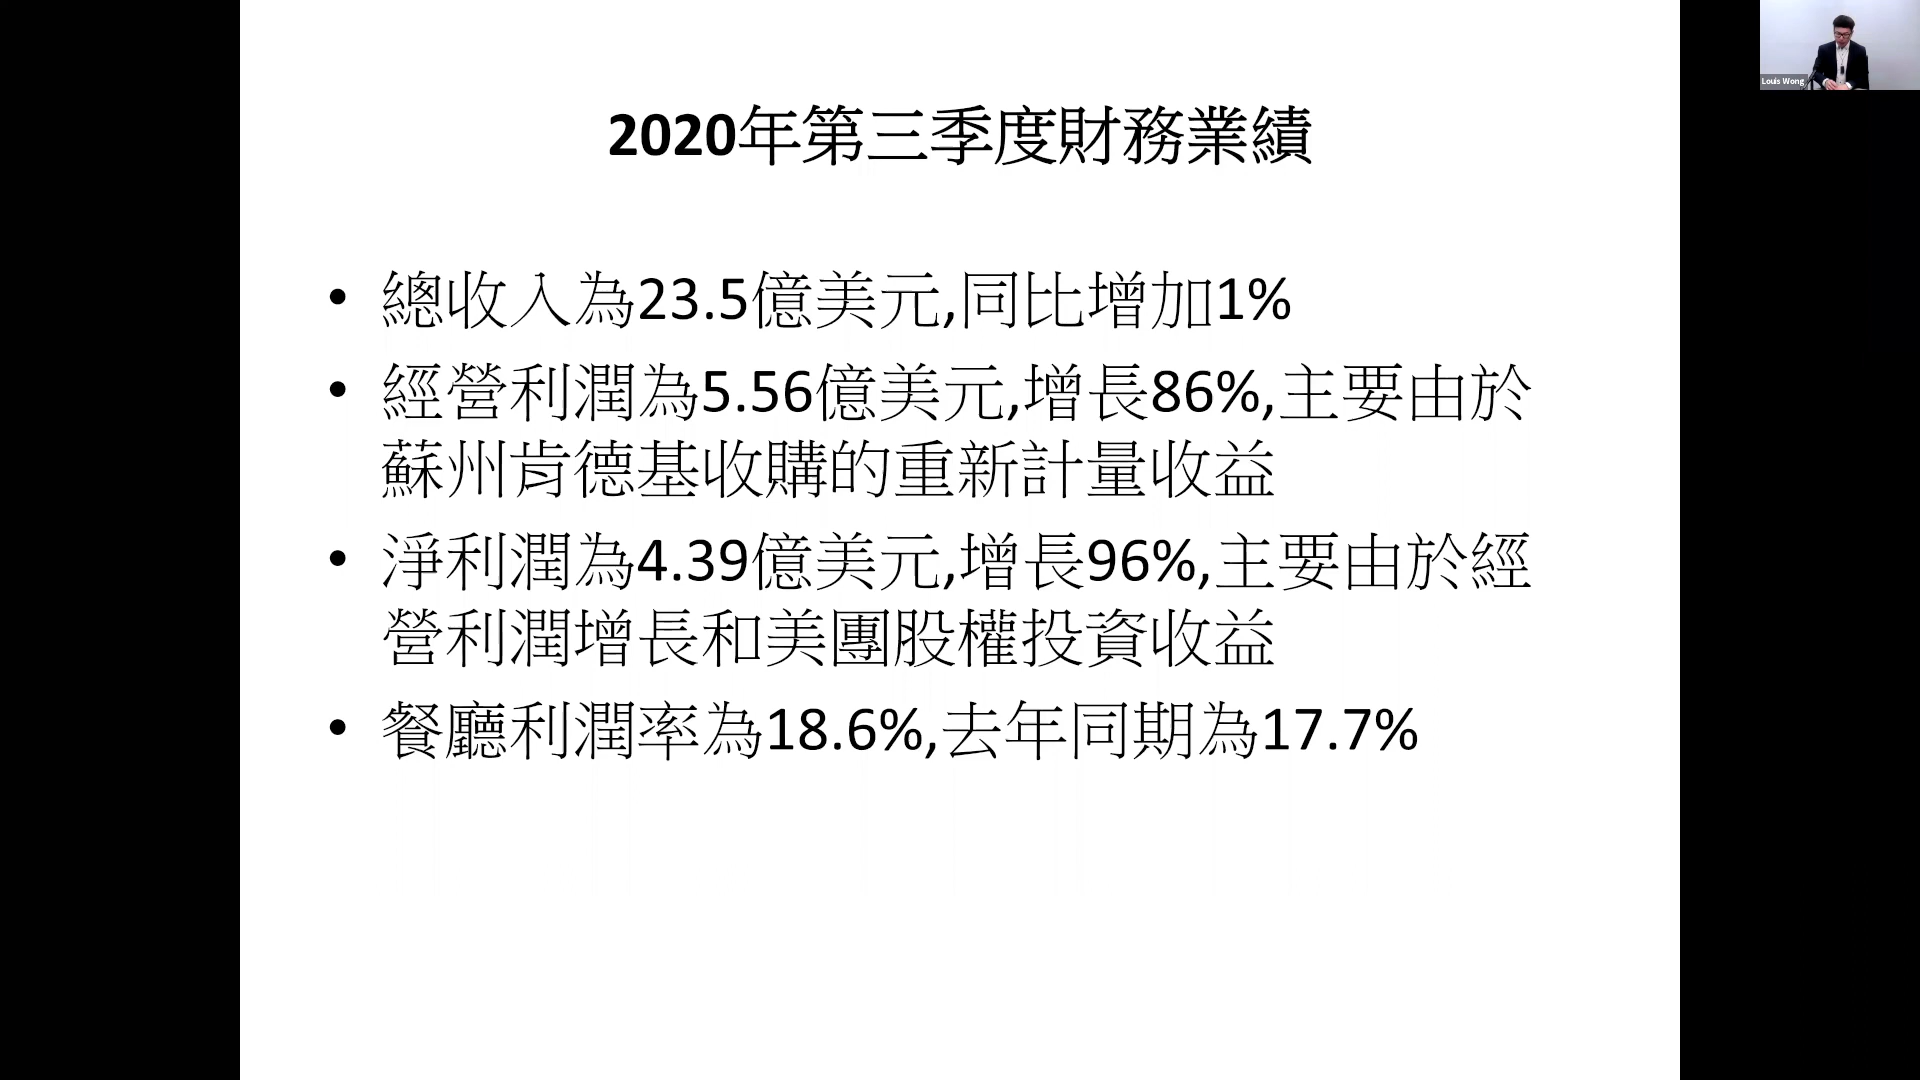 2020年第三季度財務業績
• 總收入為23.5億美元,同比增加1%
• 經營利潤為5.56億美元,增長86%,主要由於
蘇州肯德基收購的重新計量收益
• 淨利潤為4.39億美元,增長96%,主要由於經
營利潤增長和美團股權投資收益
• 餐廳利潤率為18.6%,去年同期為17.7%
Louis Wong